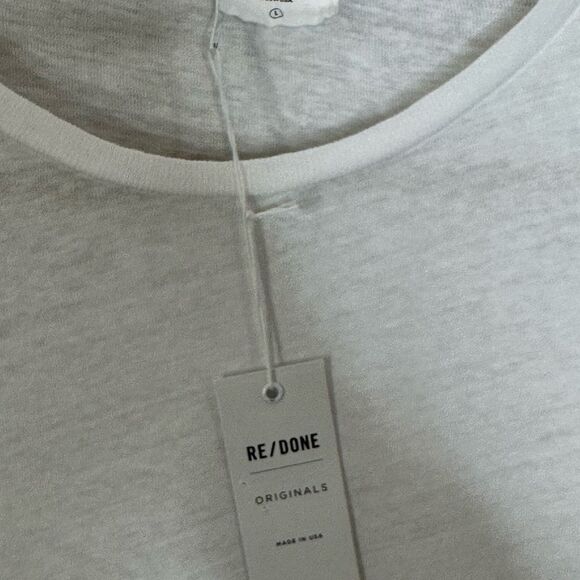 L
RE/DONE
ORIGINALS
MADE IN USA